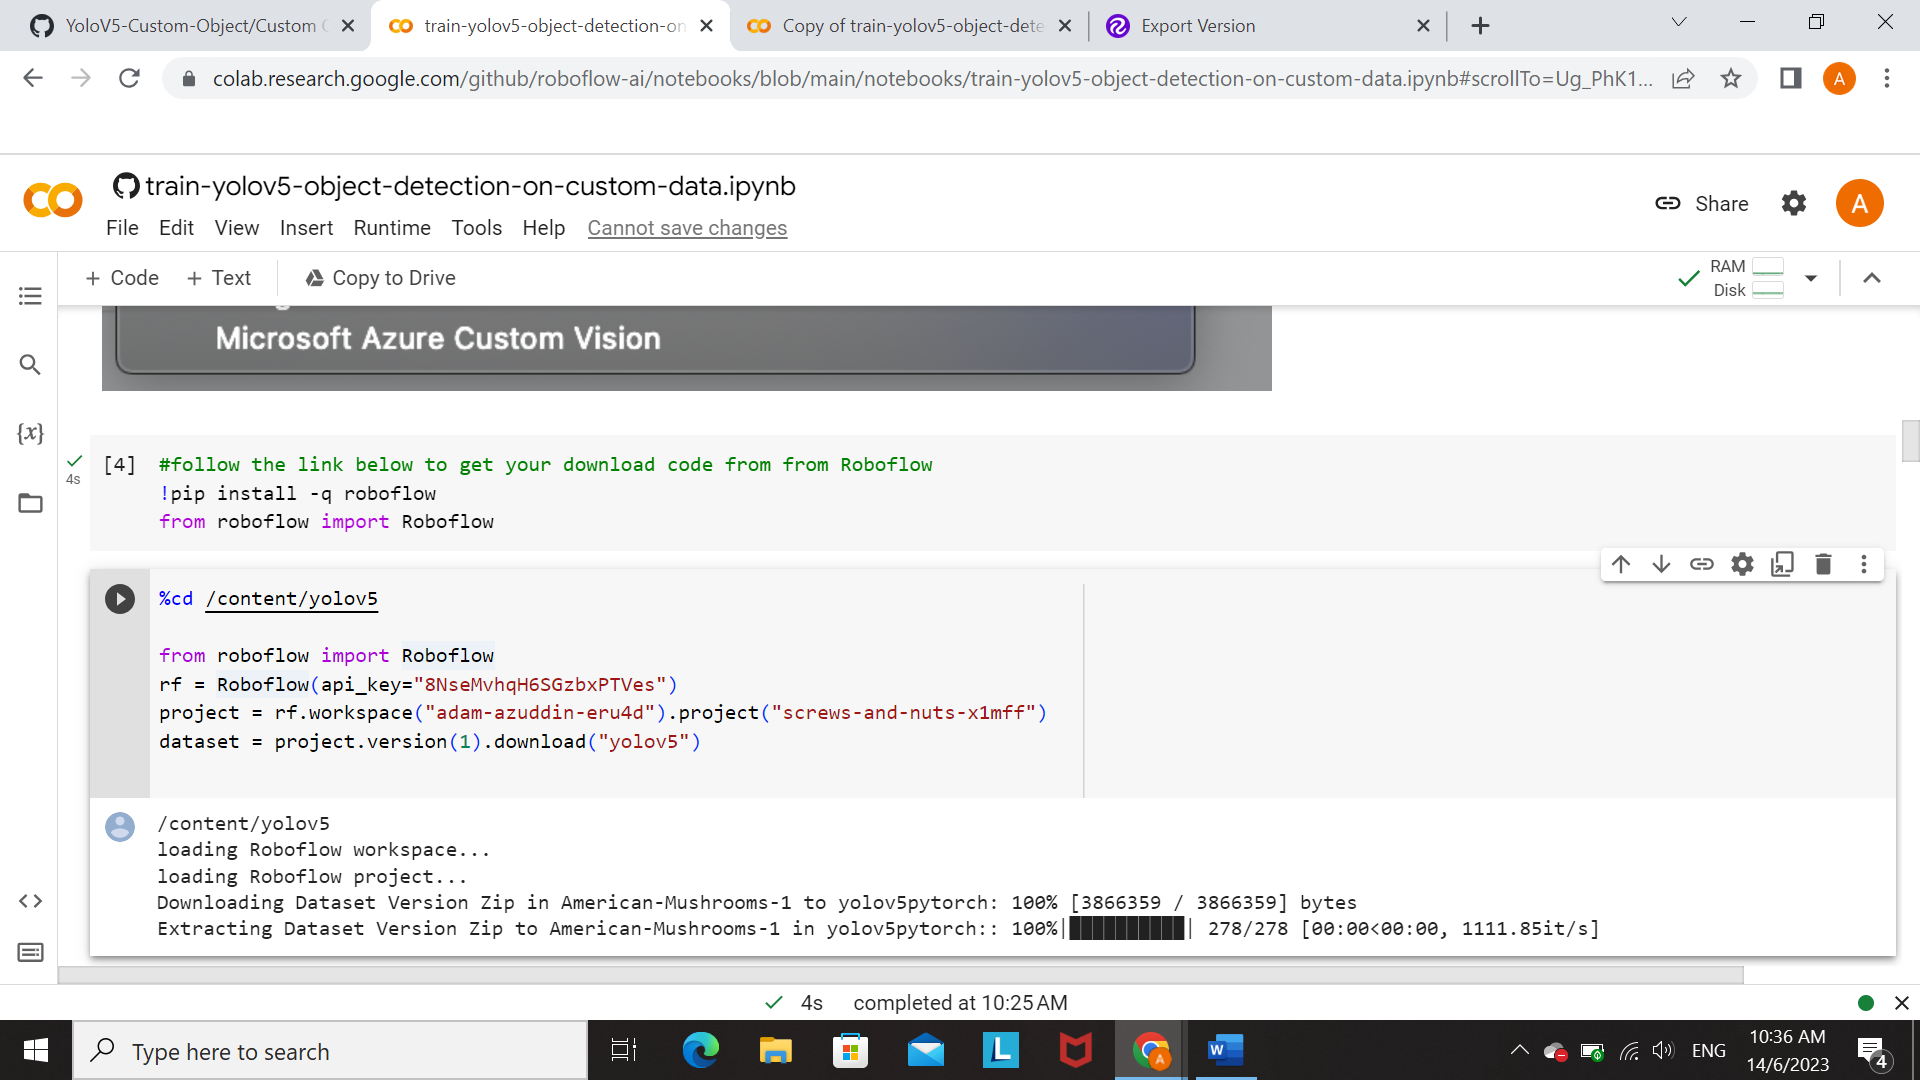 YoloV5-Custom-Object/Custom
train-yolov5-object-detection-on
Copy of train-yolov5-object-dete
Export Version
colab.research.google.com/github/roboflow-ai/notebooks/blob/main/notebooks/train-yolov5-object-detection-on-custom-data.ipynb#scrollTo=Ug_PhK1...
A
train-yolov5-object-detection-on-custom-data.ipynb
Share
A
File Edit View Insert Runtime Tools Help Cannot save changes
+ Code + Text Copy to Drive
RAM
Disk
Microsoft Azure Custom Vision
{x}
4s
[4] #follow the link below to get your download code from from Roboflow
!pip install -q roboflow
from roboflow import Roboflow
%cd /content/yolov5
from roboflow import Roboflow
rf = Roboflow(api_key="8NseMvhqH6SGzbxPTVes")
project = rf.workspace("adam-azuddin-eru4d").project("screws-and-nuts-x1mff")
dataset = project.version(1).download("yolov5")
/content/yolov5
loading Roboflow workspace...
loading Roboflow project...
Downloading Dataset Version Zip in American-Mushrooms-1 to yolov5pytorch: 100% [3866359 / 3866359] bytes
Extracting Dataset Version Zip to American-Mushrooms-1 in yolov5pytorch:: 100%|██████████| 278/278 [00:00<00:00, 1111.85it/s]
4s completed at 10:25 AM
Type here to search
L
A
W
ENG
10:36 AM
14/6/2023
4